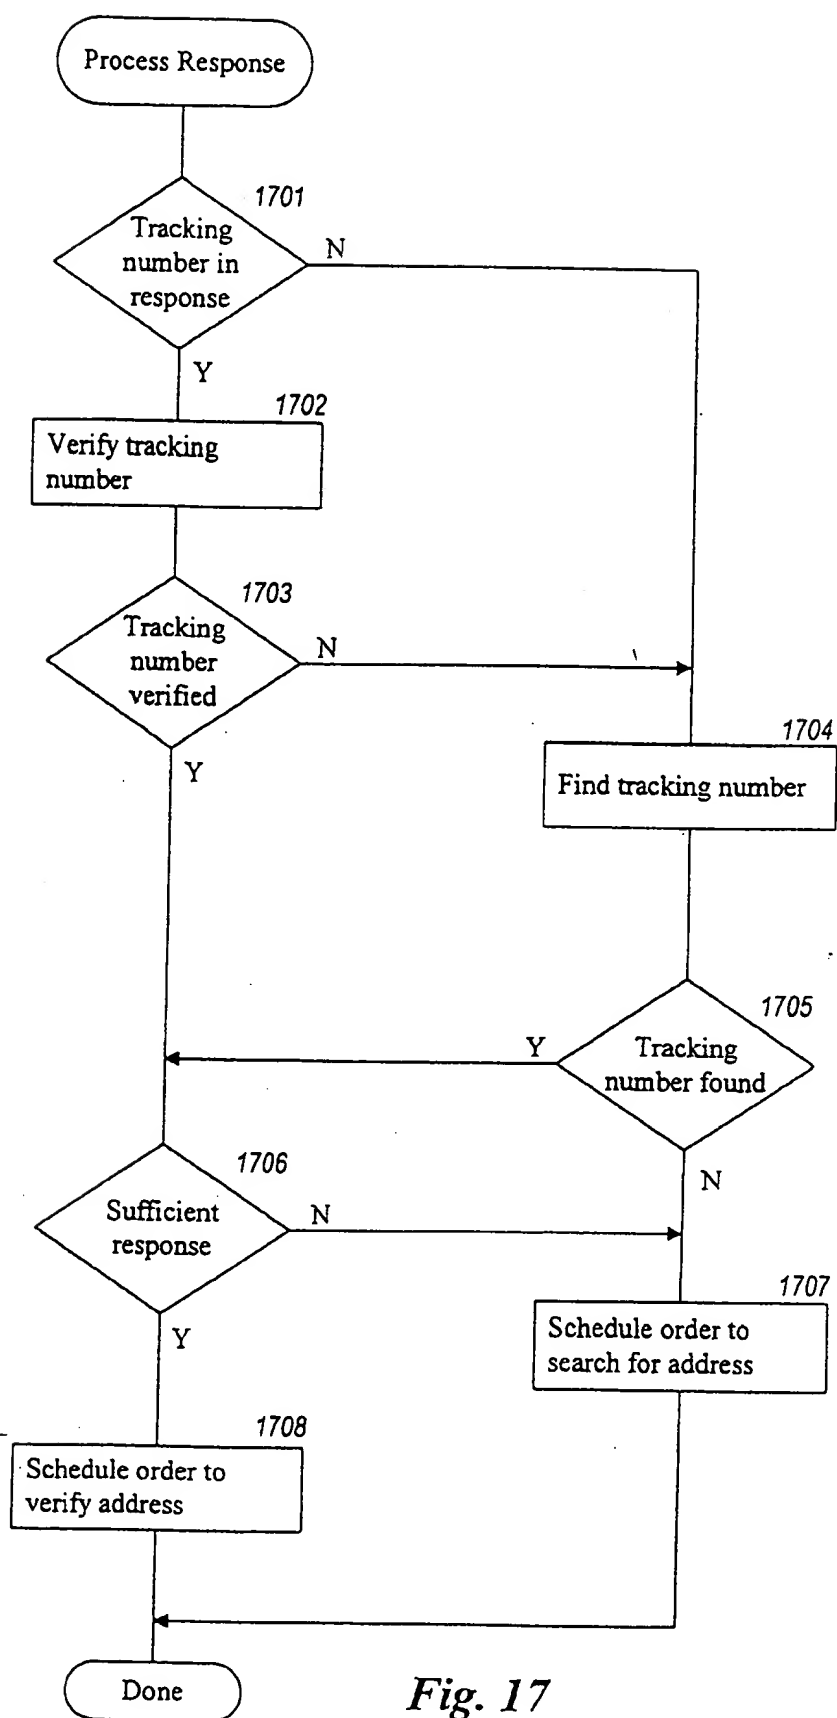 Process Response
1701
Tracking
number in
response
N
Y
1702
Verify tracking
number
1703
Tracking
number
verified
N
Y
1704
Find tracking number
1705
Tracking
number found
Y
N
1706
Sufficient
response
N
Y
1707
Schedule order to
search for address
1708
Schedule order to
verify address
Done
Fig. 17